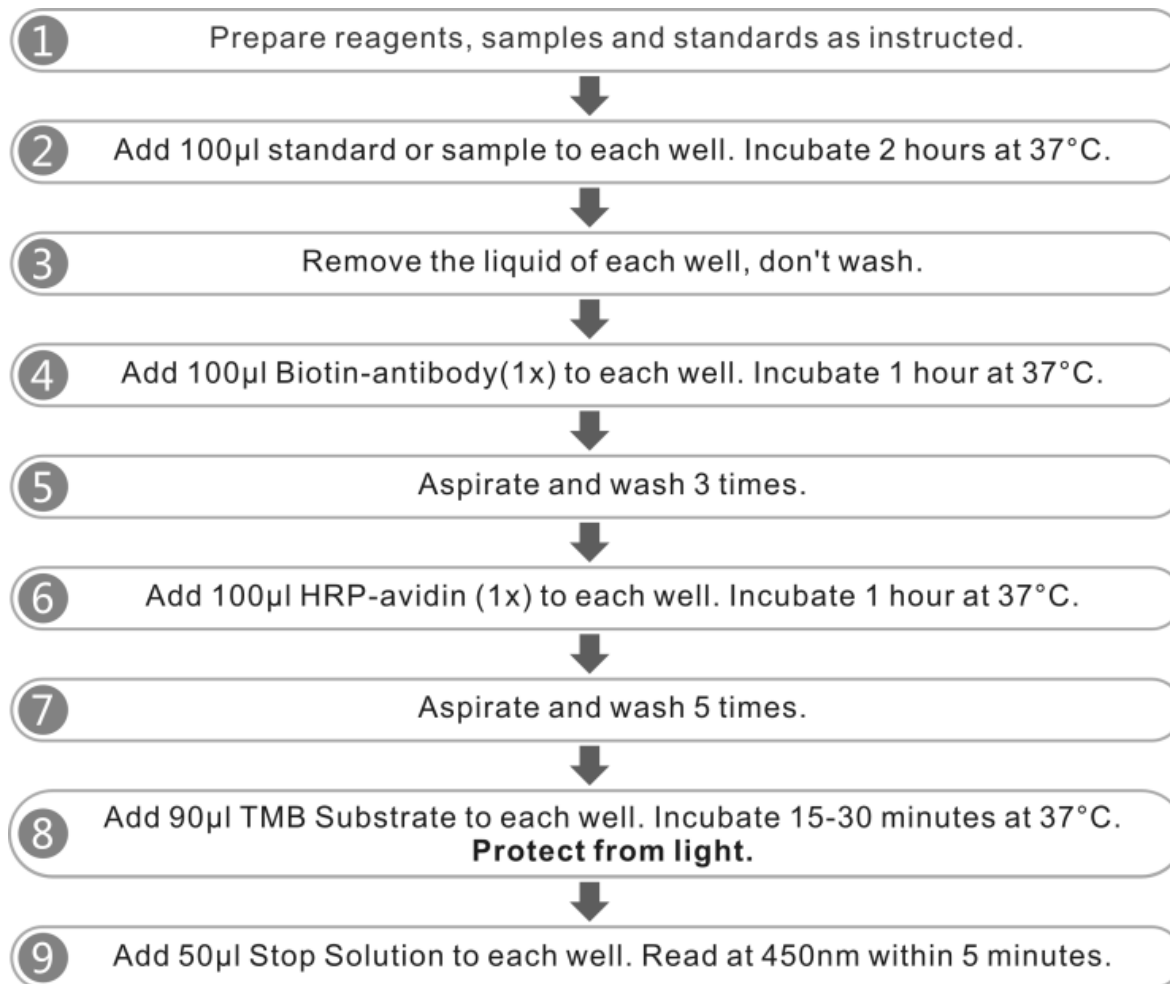 1 Prepare reagents, samples and standards as instructed.
2 Add 100µl standard or sample to each well. Incubate 2 hours at 37°C.
3 Remove the liquid of each well, don't wash.
4 Add 100µl Biotin-antibody(1x) to each well. Incubate 1 hour at 37°C.
5 Aspirate and wash 3 times.
6 Add 100µl HRP-avidin (1x) to each well. Incubate 1 hour at 37°C.
7 Aspirate and wash 5 times.
8 Add 90µl TMB Substrate to each well. Incubate 15-30 minutes at 37°C.
Protect from light.
9 Add 50µl Stop Solution to each well. Read at 450nm within 5 minutes.